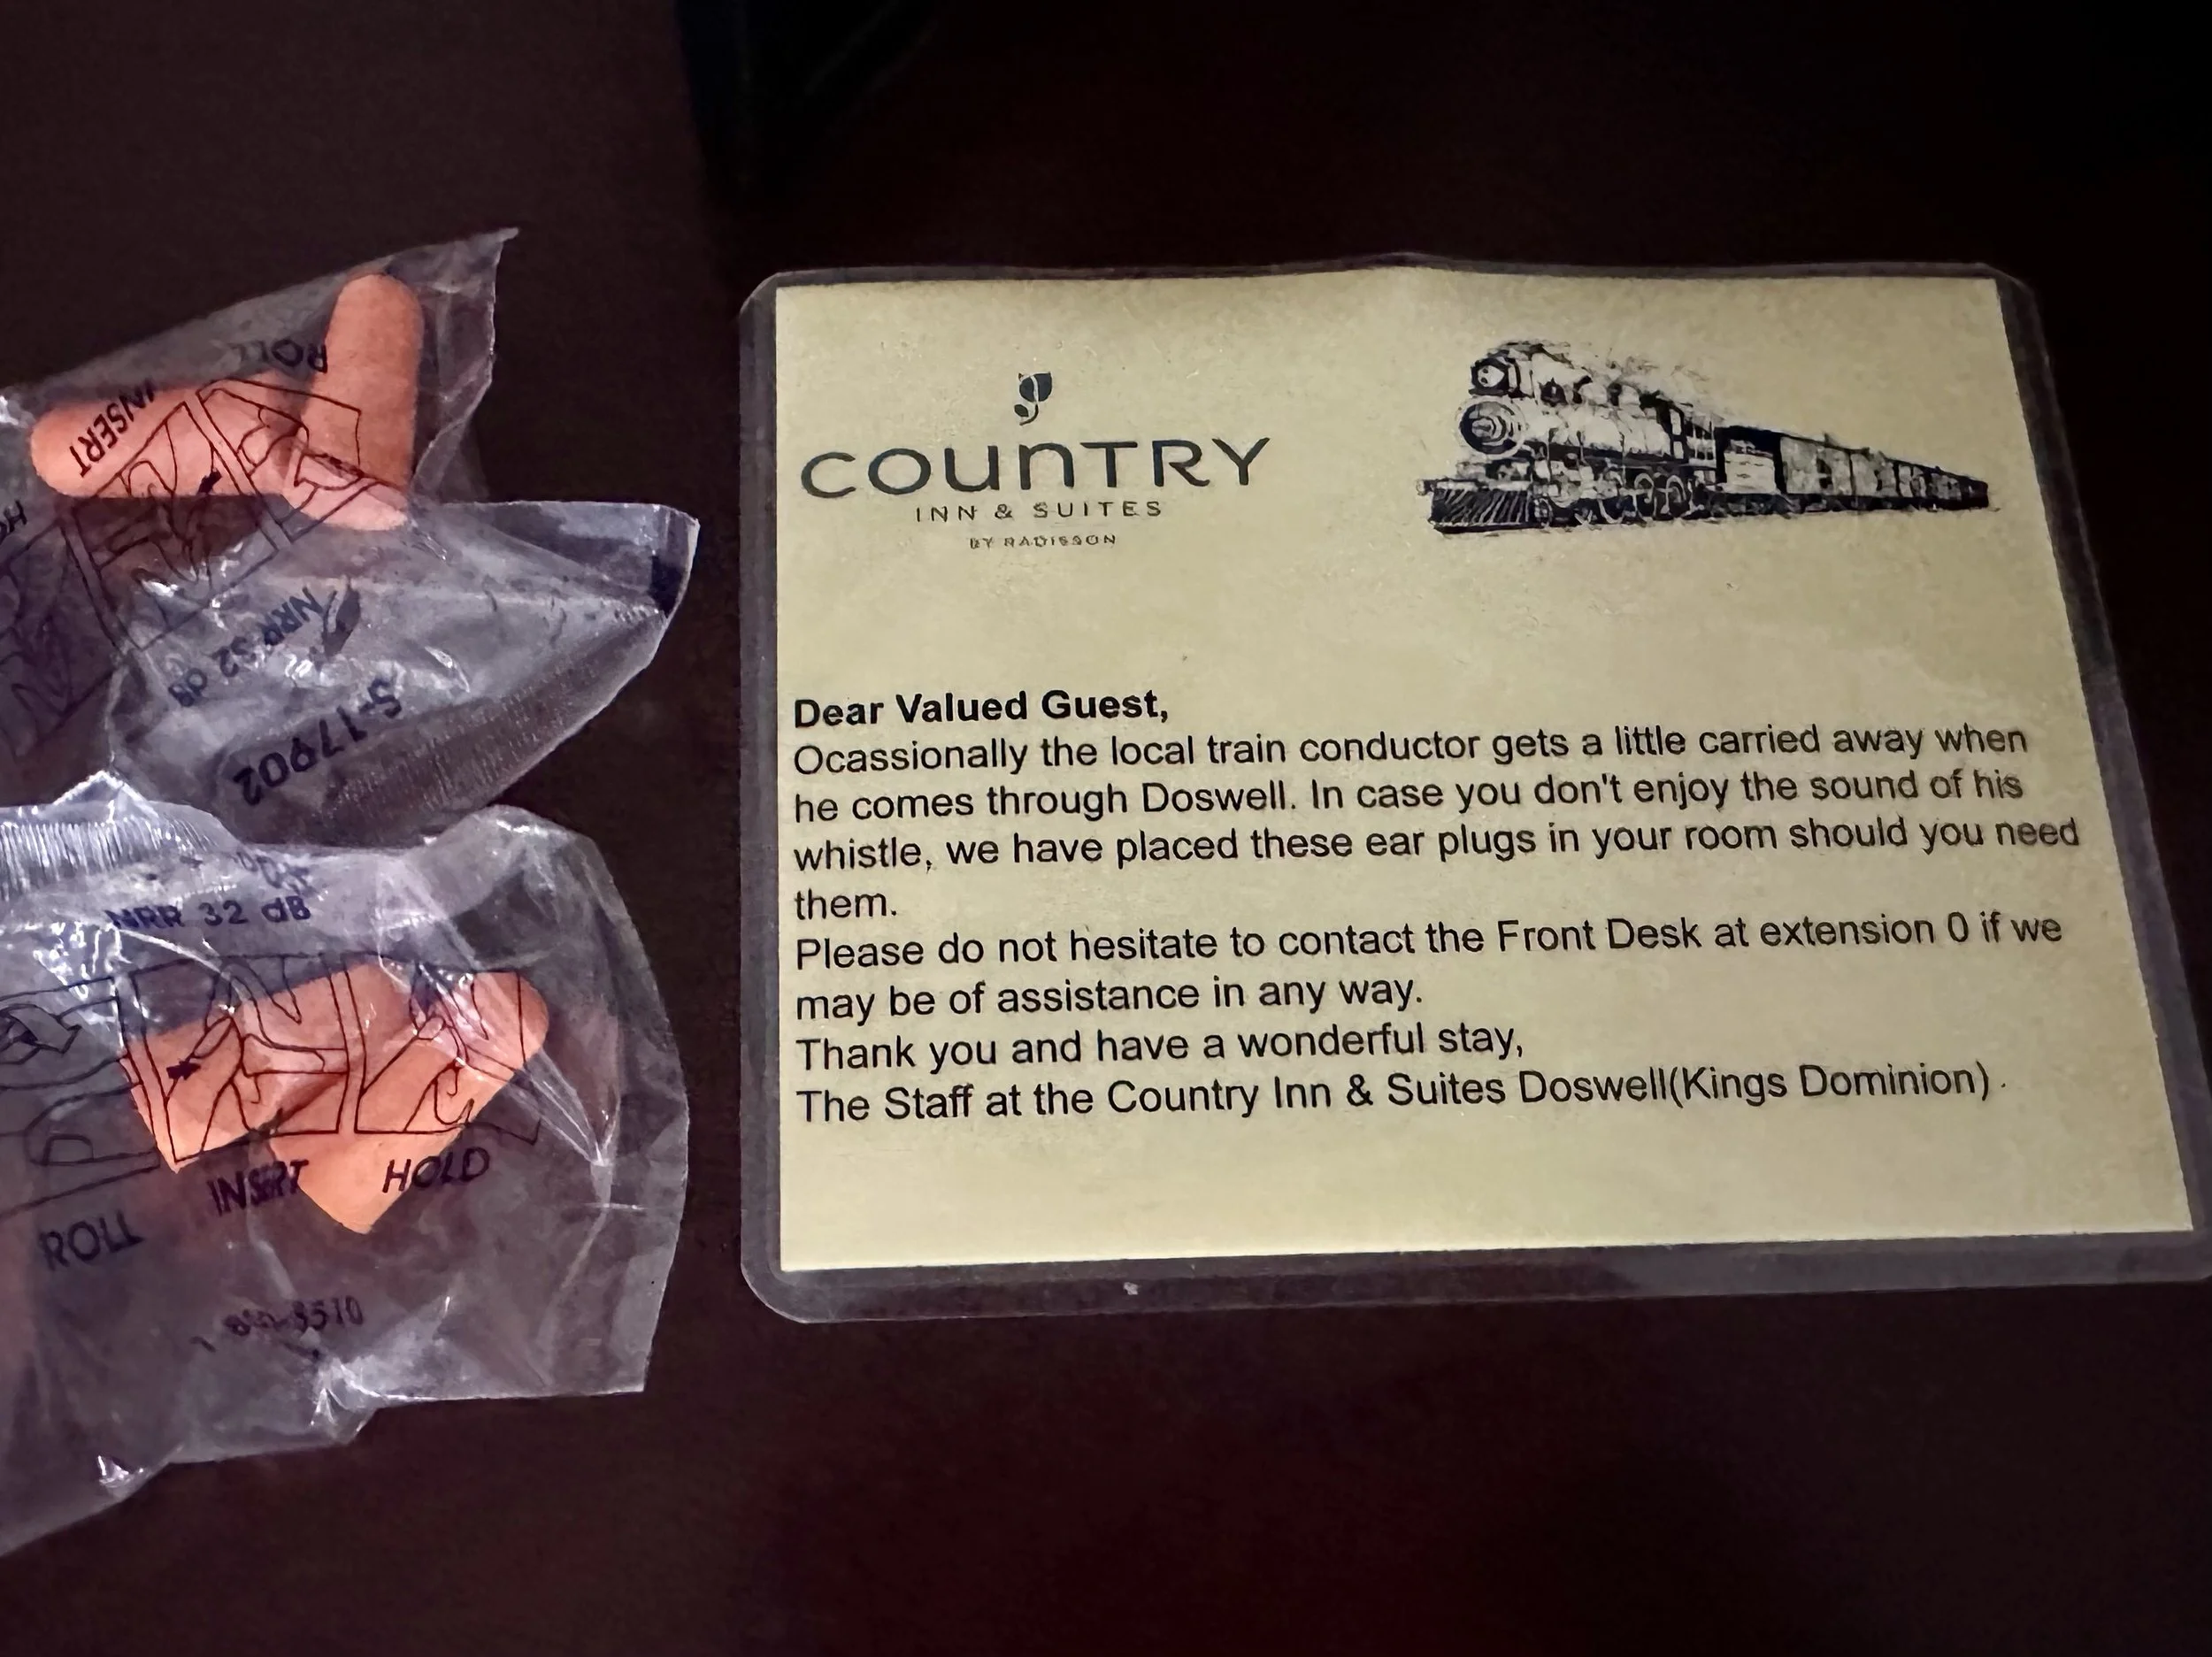 ROLL
INSERT
NRR 32 dB
S-17902
NRR 32 dB
INSERT
HOLD
ROLL
COUNTRY
INN & SUITES
BY RADISSON
Dear Valued Guest,
Ocassionally the local train conductor gets a little carried away when
he comes through Doswell. In case you don't enjoy the sound of his
whistle, we have placed these ear plugs in your room should you need
them.
Please do not hesitate to contact the Front Desk at extension 0 if we
may be of assistance in any way.
Thank you and have a wonderful stay,
The Staff at the Country Inn & Suites Doswell(Kings Dominion) .